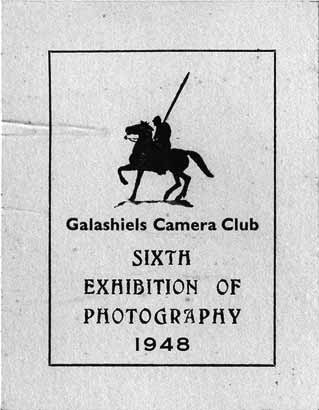 Galashiels Camera Club
SIXTH
EXHIBITION OF
PHOTOGRAPHY
1948